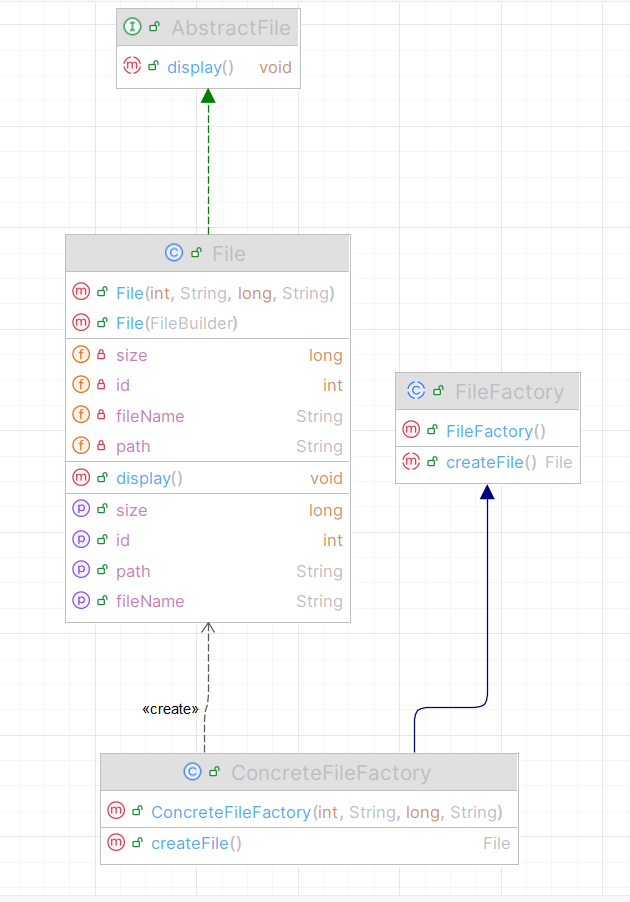 I AbstractFile
m display() void
C File
m File(int, String, long, String)
m File(FileBuilder)
f size long
f id int
f fileName String
f path String
m display() void
p size long
p id int
p path String
p fileName String
C FileFactory
m FileFactory()
m createFile() File
«create»
C ConcreteFileFactory
m ConcreteFileFactory(int, String, long, String)
m createFile() File